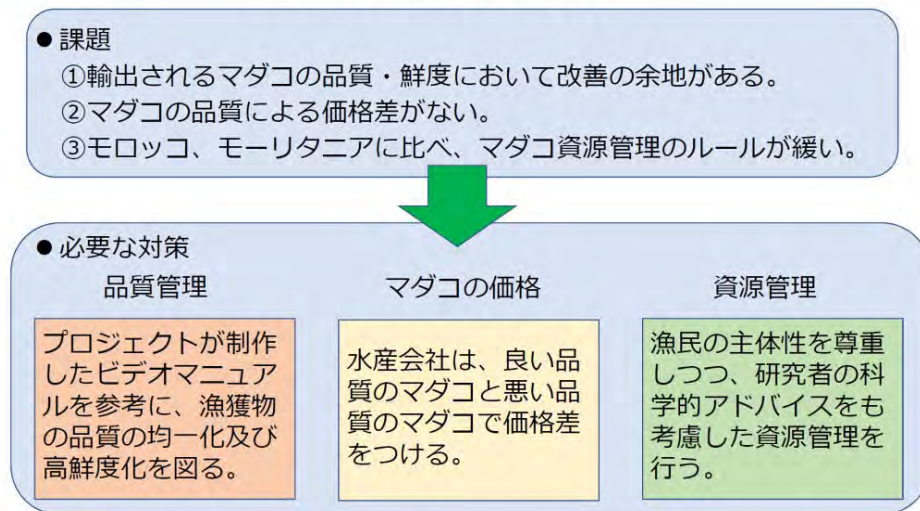 ● 課題
①輸出されるマダコの品質・鮮度において改善の余地がある。
②マダコの品質による価格差がない。
③モロッコ、モーリタニアに比べ、マダコ資源管理のルールが緩い。
● 必要な対策
品質管理
プロジェクトが制作
したビデオマニュア
ルを参考に、漁獲物
の品質の均一化及び
高鮮度化を図る。
マダコの価格
水産会社は、良い品
質のマダコと悪い品
質のマダコで価格差
をつける。
資源管理
漁民の主体性を尊重
しつつ、研究者の科
学的アドバイスをも
考慮した資源管理を
行う。